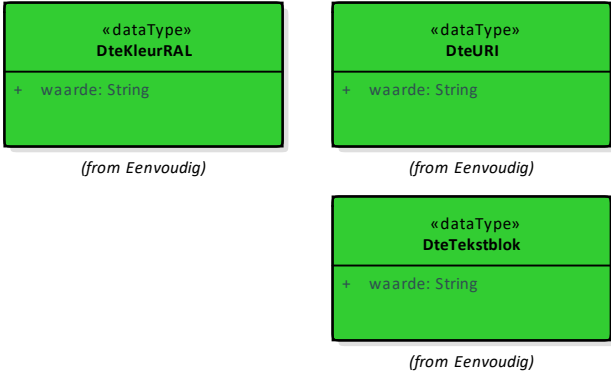 «dataType»
DteKleurRAL
+ waarde: String
(from Eenvoudig)
«dataType»
DteURI
+ waarde: String
(from Eenvoudig)
«dataType»
DteTekstblok
+ waarde: String
(from Eenvoudig)